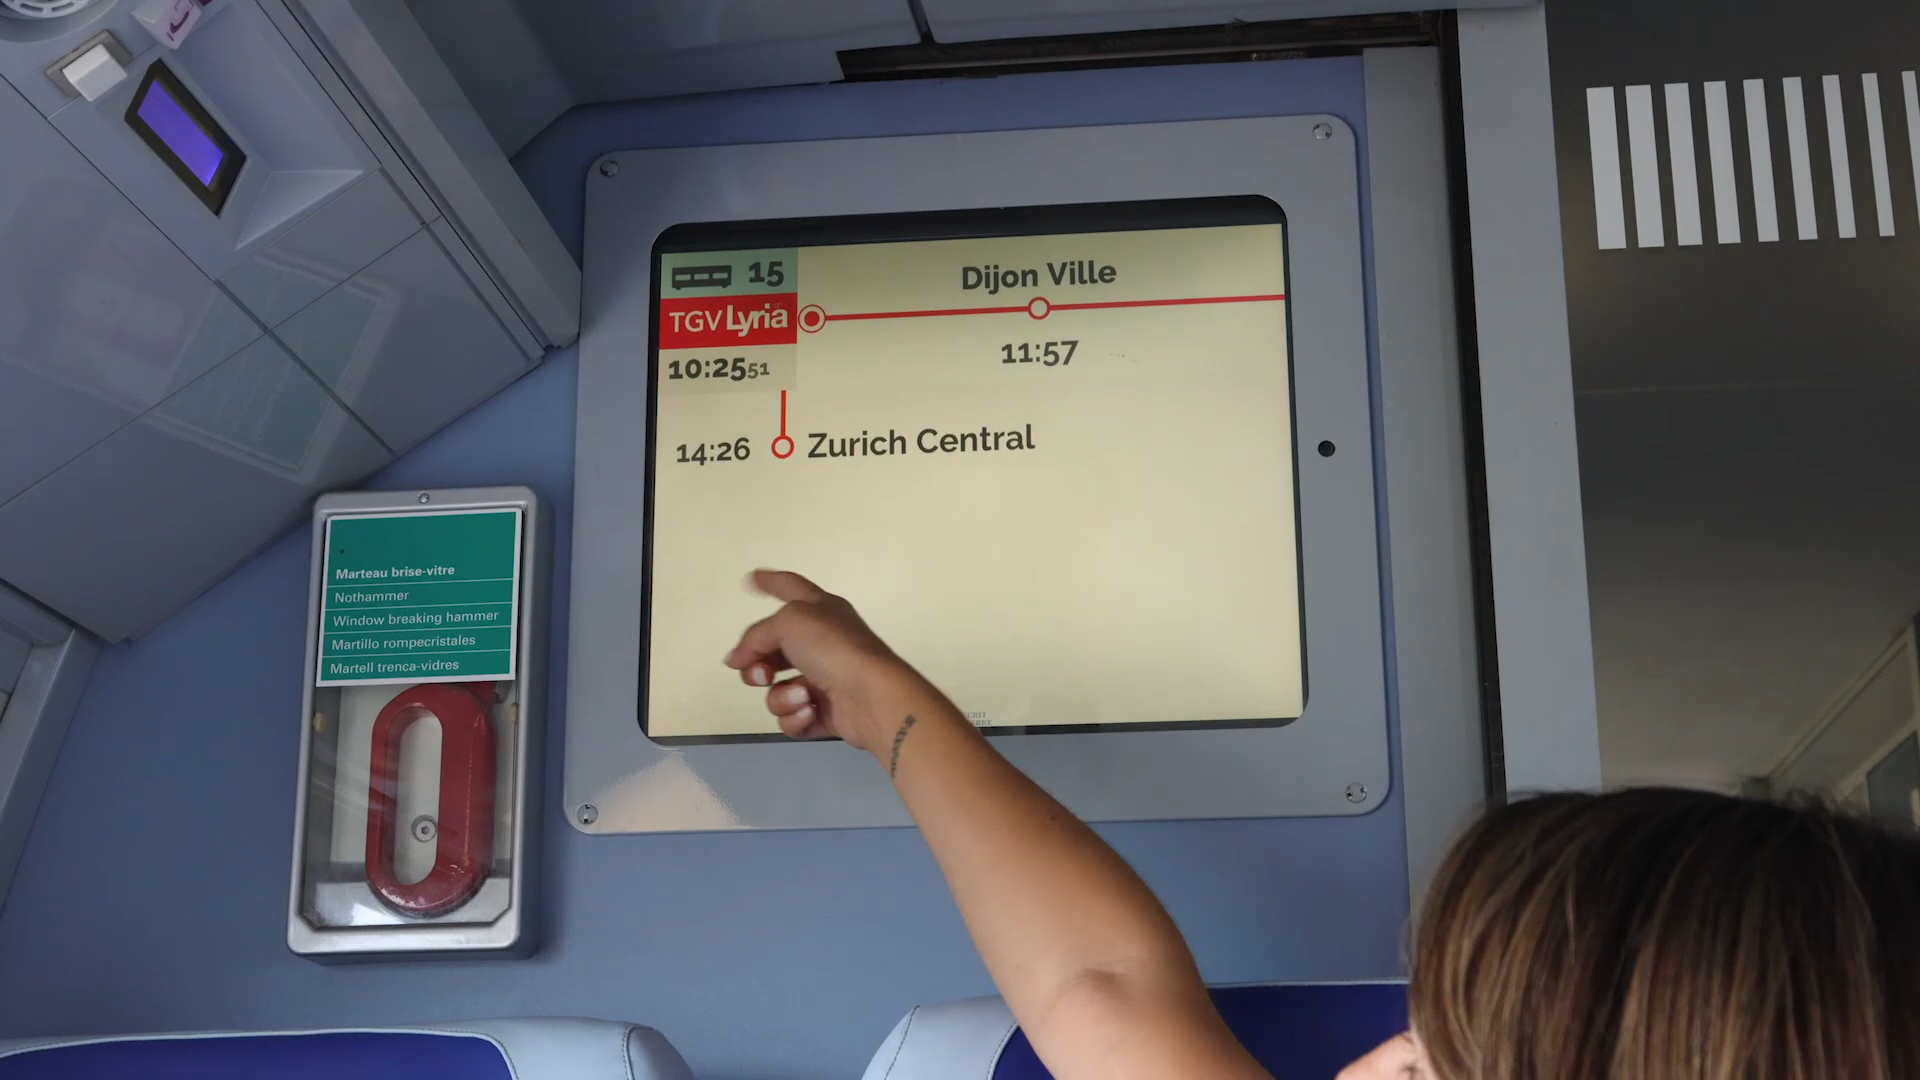 15
Dijon Ville
TGV Lyria
10:25 51
11:57
14:26 Zurich Central
Marteau brise-vitre
Nothammer
Window breaking hammer
Martillo rompecristales
Martell trenca-vidres